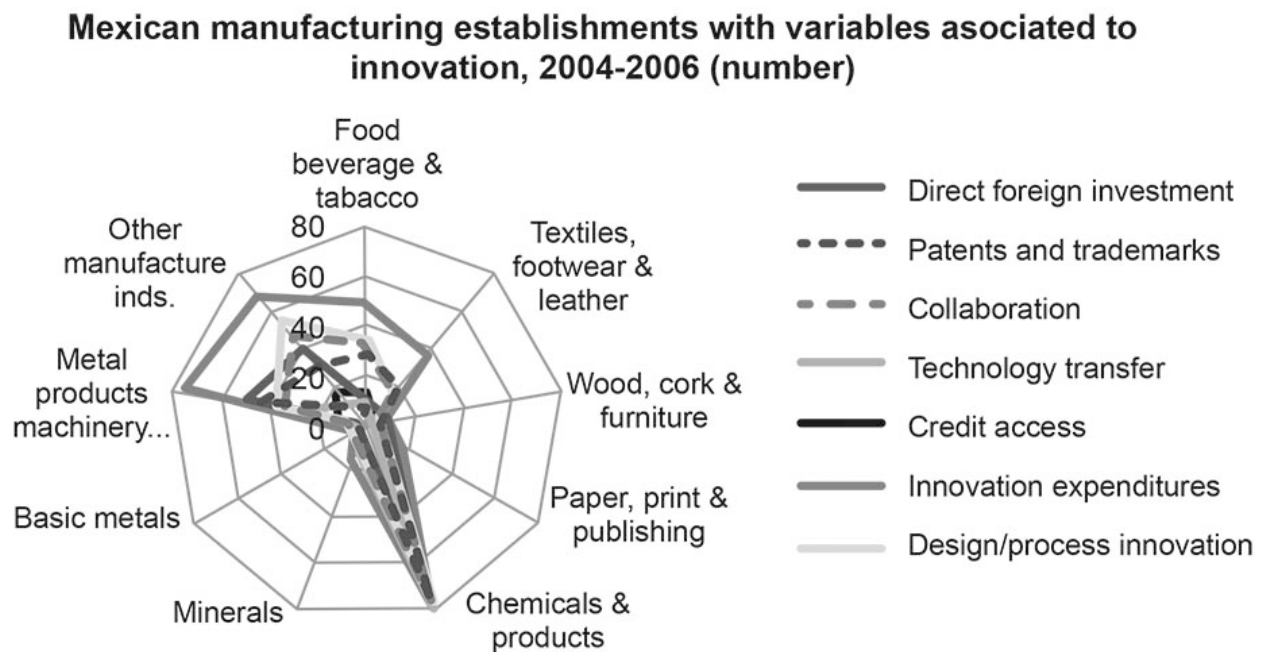 Mexican manufacturing establishments with variables asociated to
innovation, 2004-2006 (number)
Food
beverage &
tabacco
Textiles,
footwear &
leather
Wood, cork &
furniture
Paper, print &
publishing
Chemicals &
products
Minerals
Basic metals
Metal
products
machinery...
Other
manufacture
inds.
80
60
40
20
0
Direct foreign investment
Patents and trademarks
Collaboration
Technology transfer
Credit access
Innovation expenditures
Design/process innovation